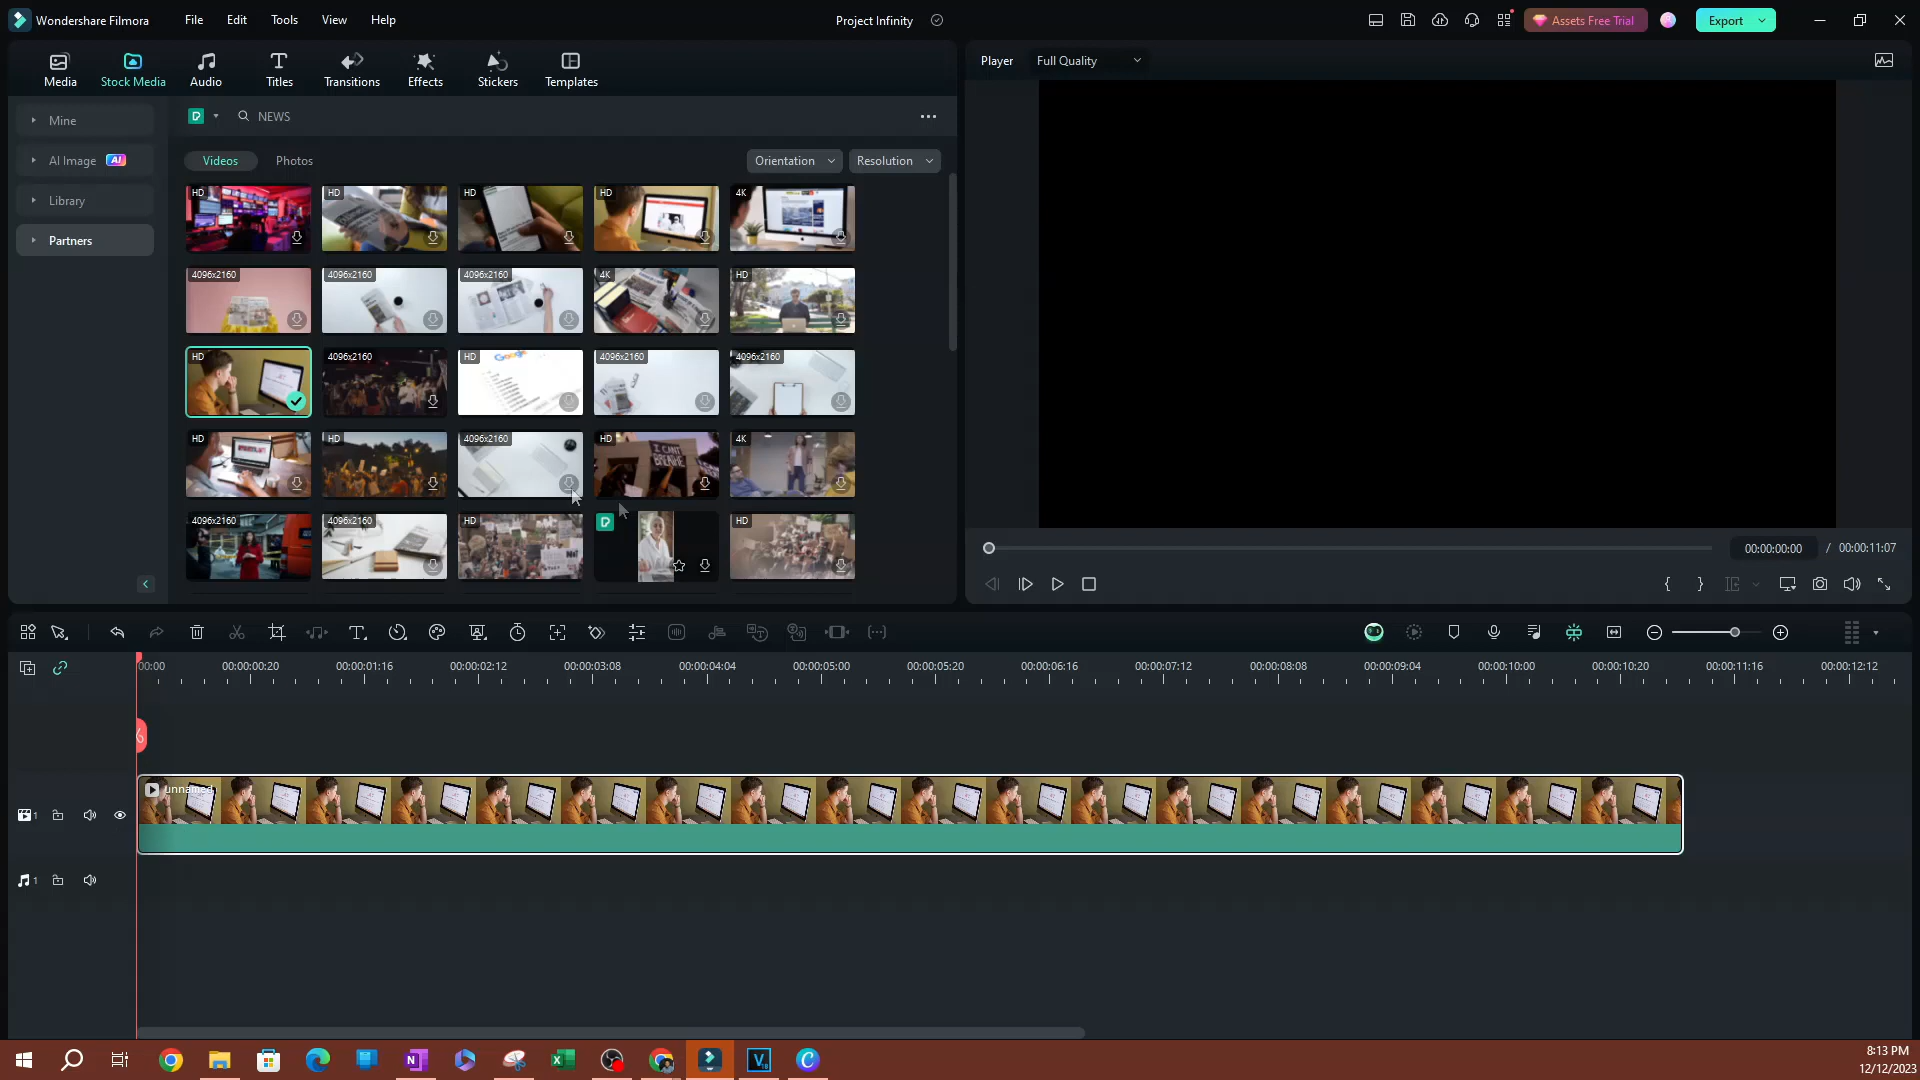 Wondershare Filmora
File
Edit
Tools
View
Help
Project Infinity
Assets Free Trial
Export
Media
Stock Media
Audio
Titles
Transitions
Effects
Stickers
Templates
Player
Full Quality
Mine
AI Image
AI
Library
Partners
NEWS
Videos
Photos
Orientation
Resolution
HD
HD
HD
HD
4K
4096x2160
4096x2160
4096x2160
4K
HD
HD
4096x2160
HD
Google
4096x2160
4096x2160
HD
HD
4096x2160
HD
I CAN'T
BREATHE
4K
4096x2160
4096x2160
HD
HD
00:00:00:00
/
00:00:11:07
00:00
00:00:00:20
00:00:01:16
00:00:02:12
00:00:03:08
00:00:04:04
00:00:05:00
00:00:05:20
00:00:06:16
00:00:07:12
00:00:08:08
00:00:09:04
00:00:10:00
00:00:10:20
00:00:11:16
00:00:12:12
unnamed
1
1
8:13 PM
12/12/2023